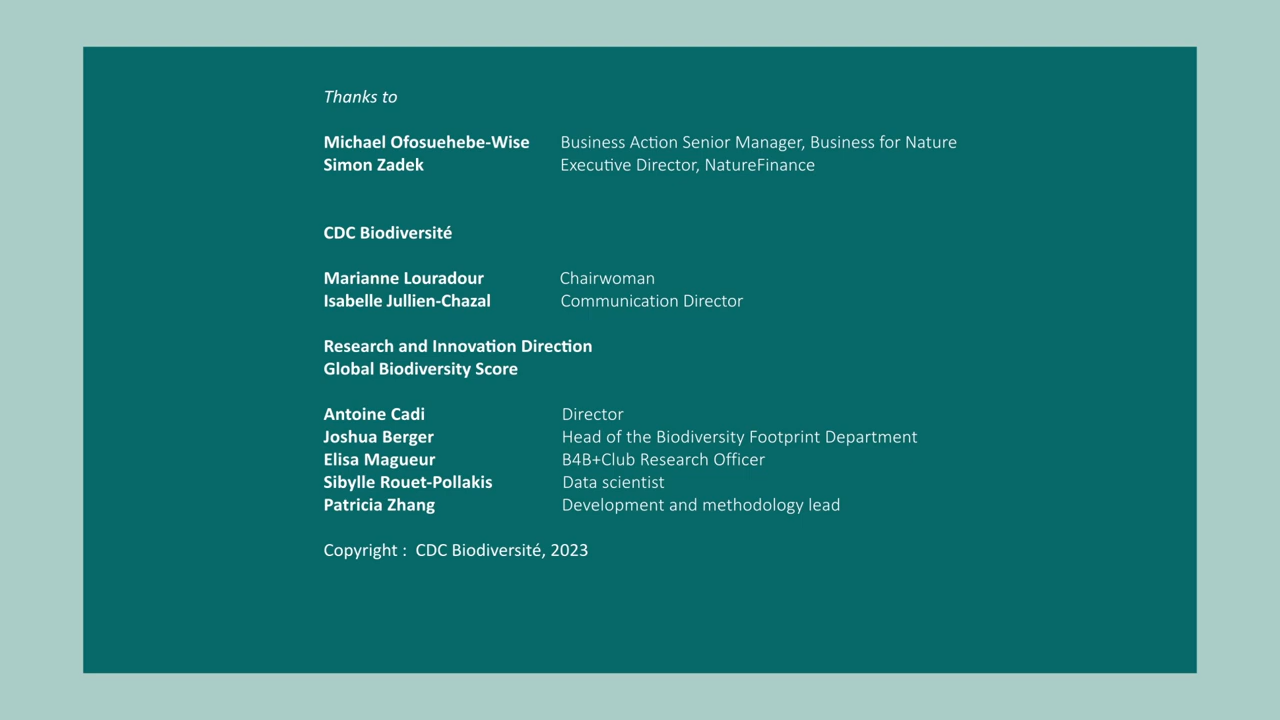 Thanks to
Michael Ofosuehebe-Wise Business Action Senior Manager, Business for Nature
Simon Zadek Executive Director, NatureFinance
CDC Biodiversité
Marianne Louradour Chairwoman
Isabelle Jullien-Chazal Communication Director
Research and Innovation Direction
Global Biodiversity Score
Antoine Cadi Director
Joshua Berger Head of the Biodiversity Footprint Department
Elisa Magueur B4B+Club Research Officer
Sibylle Rouet-Pollakis Data scientist
Patricia Zhang Development and methodology lead
Copyright : CDC Biodiversité, 2023